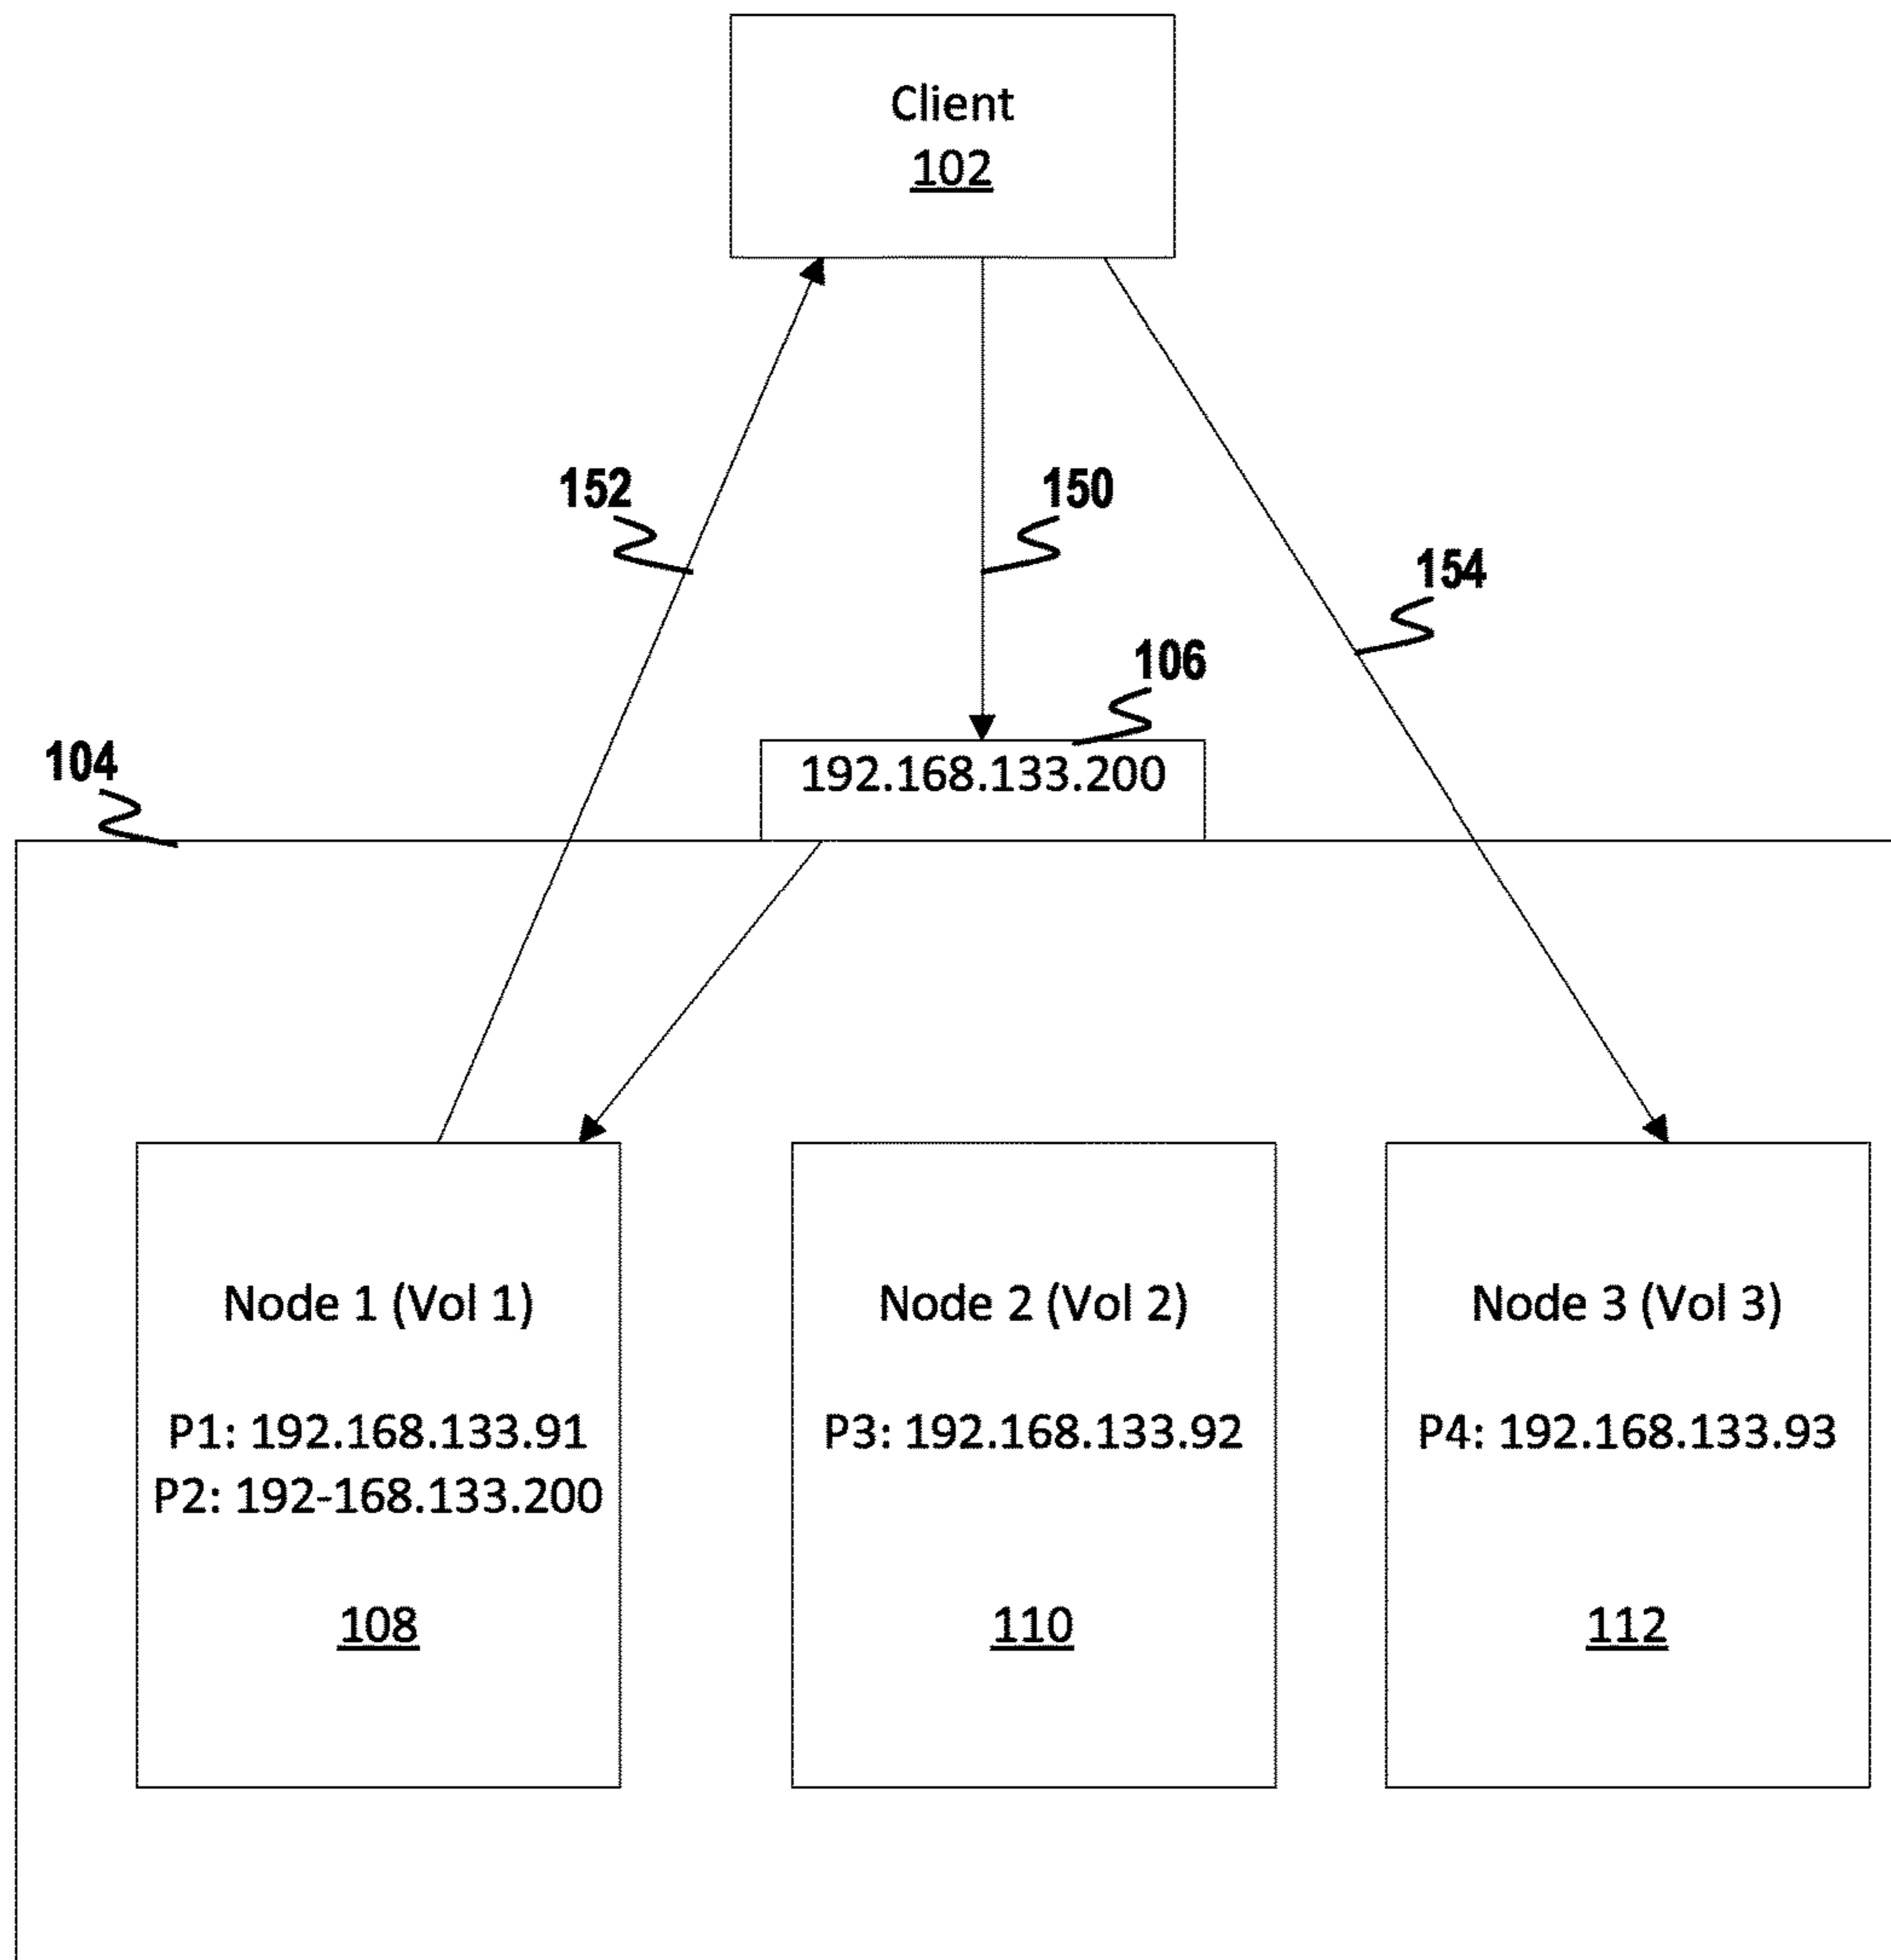 Client
102
152
150
154
106
104
192.168.133.200
Node 1 (Vol 1)
P1: 192.168.133.91
P2: 192-168.133.200
108
Node 2 (Vol 2)
P3: 192.168.133.92
110
Node 3 (Vol 3)
P4: 192.168.133.93
112